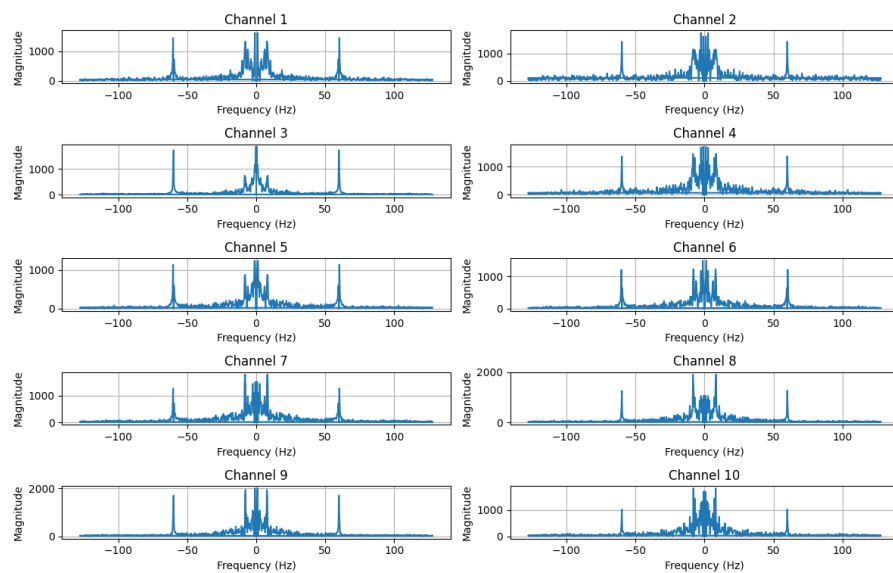 Channel 1
Magnitude
1000
0
−100 −50 0 50 100
Frequency (Hz)
Channel 2
Magnitude
1000
0
−100 −50 0 50 100
Frequency (Hz)
Channel 3
Magnitude
1000
0
−100 −50 0 50 100
Frequency (Hz)
Channel 4
Magnitude
1000
0
−100 −50 0 50 100
Frequency (Hz)
Channel 5
Magnitude
1000
0
−100 −50 0 50 100
Frequency (Hz)
Channel 6
Magnitude
1000
0
−100 −50 0 50 100
Frequency (Hz)
Channel 7
Magnitude
1000
0
−100 −50 0 50 100
Frequency (Hz)
Channel 8
Magnitude
2000
0
−100 −50 0 50 100
Frequency (Hz)
Channel 9
Magnitude
2000
0
−100 −50 0 50 100
Frequency (Hz)
Channel 10
Magnitude
1000
0
−100 −50 0 50 100
Frequency (Hz)